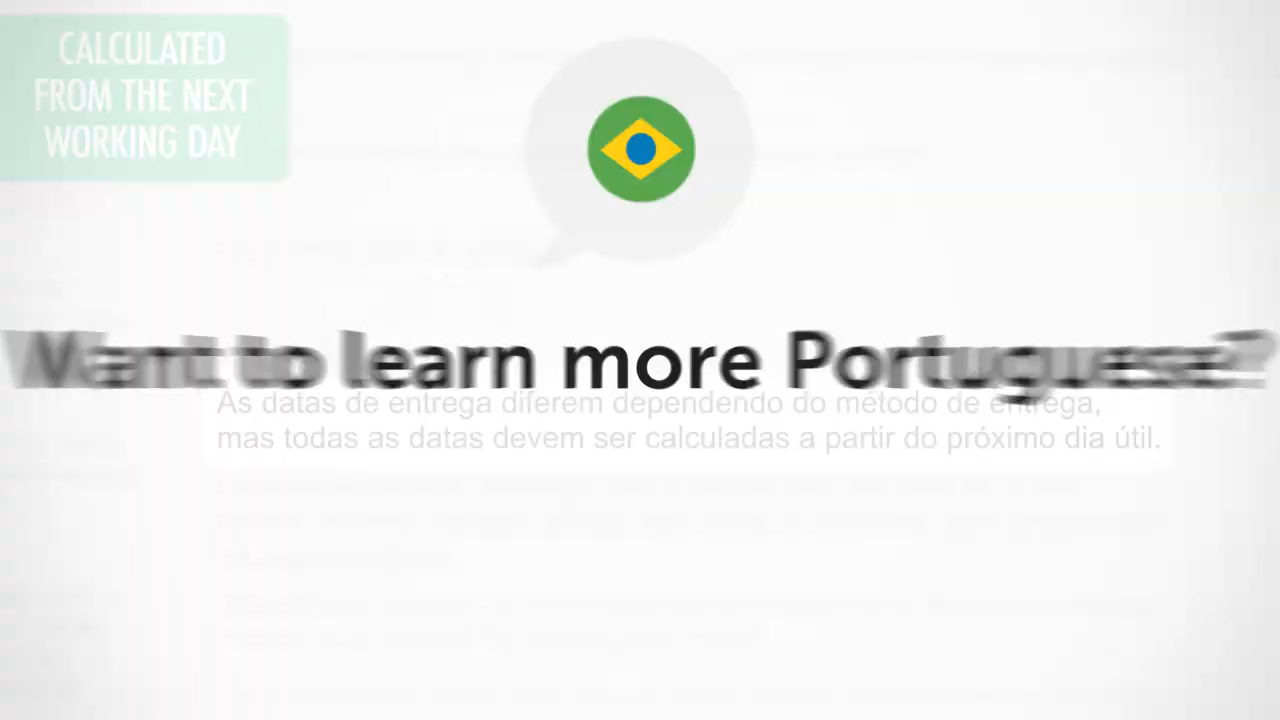 CALCULATED
FROM THE NEXT
WORKING DAY
Want to learn more Portuguese?
As datas de entrega diferem dependendo do método de entrega,
mas todas as datas devem ser calculadas a partir do próximo dia útil.